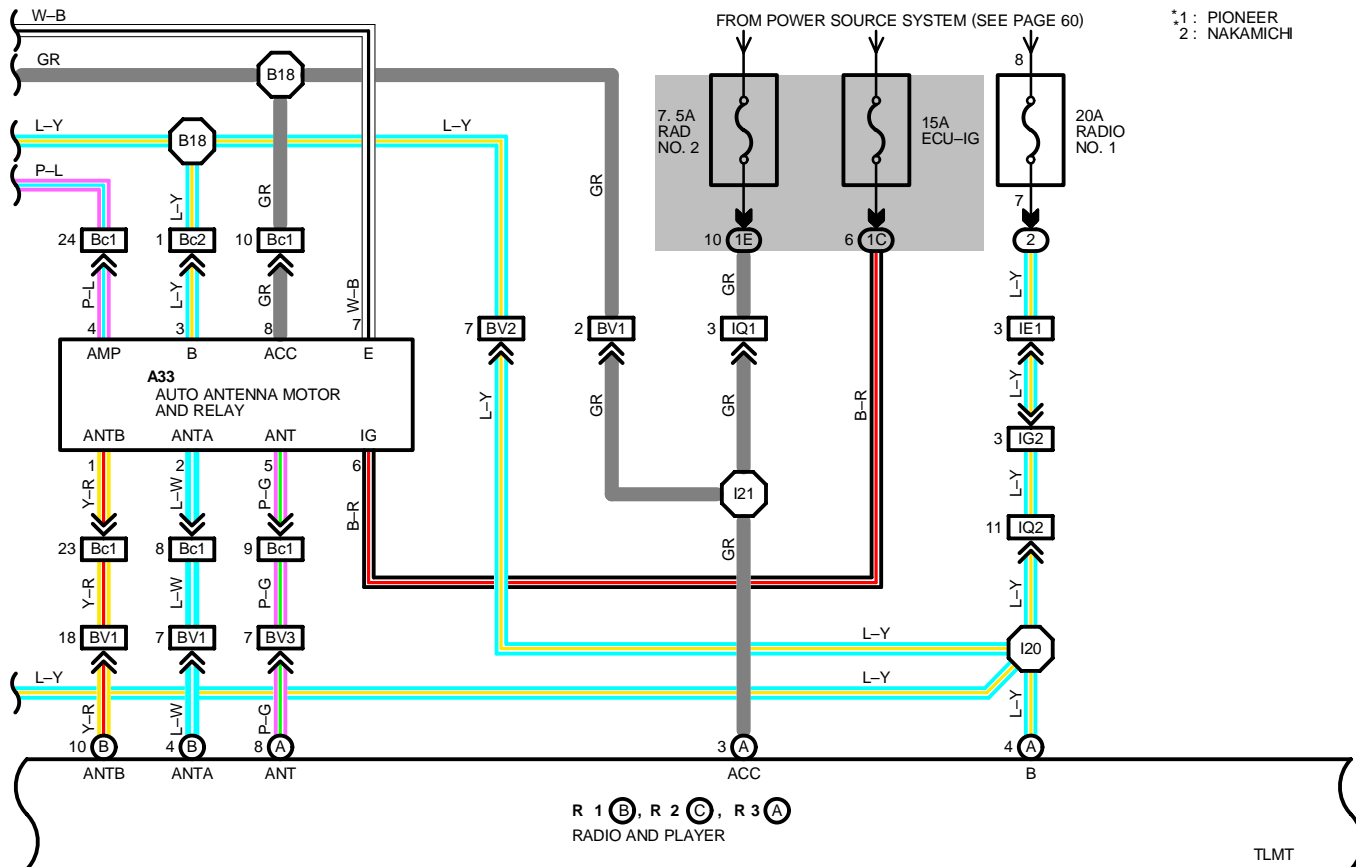 W–B
FROM POWER SOURCE SYSTEM (SEE PAGE 60)
*1 : PIONEER
*2 : NAKAMICHI
GR
B18
8
7. 5A
RAD
NO. 2
15A
ECU–IG
20A
RADIO
NO. 1
L–Y
B18
L–Y
P–L
L–Y
GR
GR
7
24 Bc1
1 Bc2
10 Bc1
10 1E
6 1C
2
P–L
L–Y
GR
W–B
GR
L–Y
4
3
8
7
7 BV2
2 BV1
3 IQ1
3 IE1
AMP
B
ACC
E
A33
AUTO ANTENNA MOTOR
AND RELAY
L–Y
GR
GR
B–R
L–Y
ANTB
ANTA
ANT
IG
3 IG2
1
2
5
6
Y–R
L–W
P–G
B–R
I21
L–Y
11 IQ2
23 Bc1
8 Bc1
9 Bc1
GR
Y–R
L–W
P–G
L–Y
18 BV1
7 BV1
7 BV3
L–Y
I20
L–Y
L–Y
Y–R
L–W
P–G
L–Y
10 B
4 B
8 A
3 A
4 A
ANTB
ANTA
ANT
ACC
B
R 1 B, R 2 C, R 3 A
RADIO AND PLAYER
TLMT